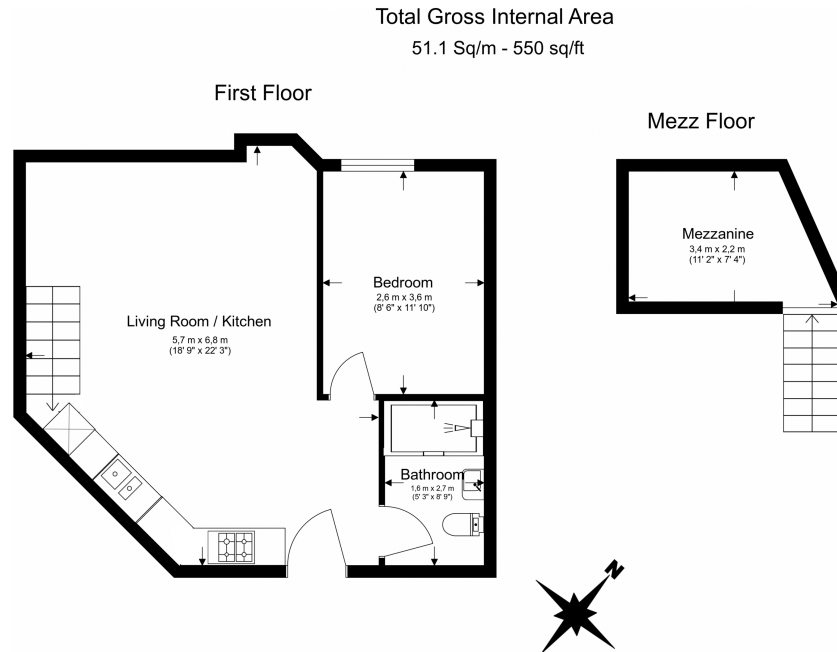 Total Gross Internal Area
51.1 Sq/m - 550 sq/ft
First Floor
Mezz Floor
Mezzanine
3,4 m x 2,2 m
(11' 2" x 7' 4")
Bedroom
2,6 m x 3,6 m
(8' 6" x 11' 10")
Living Room / Kitchen
5,7 m x 6,8 m
(18' 9" x 22' 3")
Bathroom
1,6 m x 2,7 m
(5' 3" x 8' 9")
N